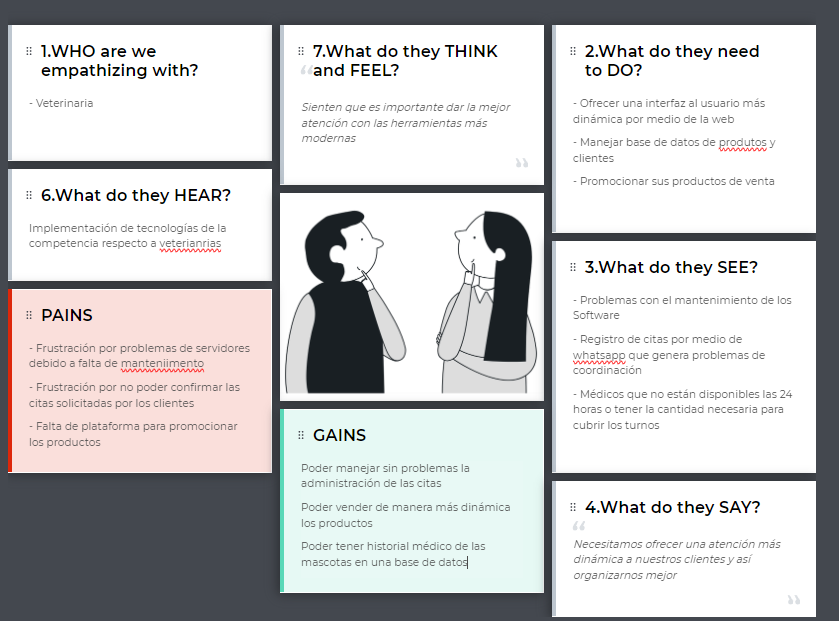 1.WHO are we
empathizing with?
- Veterinaria
6.What do they HEAR?
Implementación de tecnologías de la
competencia respecto a veterianrias
PAINS
- Frustración por problemas de servidores
debido a falta de manteniimento
- Frustración por no poder confirmar las
citas solicitadas por los clientes
- Falta de plataforma para promocionar
los productos
7.What do they THINK
“and FEEL?
Sienten que es importante dar la mejor
atención con las herramientas más
modernas
”
GAINS
Poder manejar sin problemas la
administración de las citas
Poder vender de manera más dinámica
los productos
Poder tener historial médico de las
mascotas en una base de datos
2.What do they need
to DO?
- Ofrecer una interfaz al usuario más
dinámica por medio de la web
- Manejar base de datos de produtos y
clientes
- Promocionar sus productos de venta
3.What do they SEE?
- Problemas con el mantenimiento de los
Software
- Registro de citas por medio de
whatsapp que genera problemas de
coordinación
- Médicos que no están disponibles las 24
horas o tener la cantidad necesaria para
cubrir los turnos
4.What do they SAY?
“
Necesitamos ofrecer una atención más
dinámica a nuestros clientes y así
organizarnos mejor
”